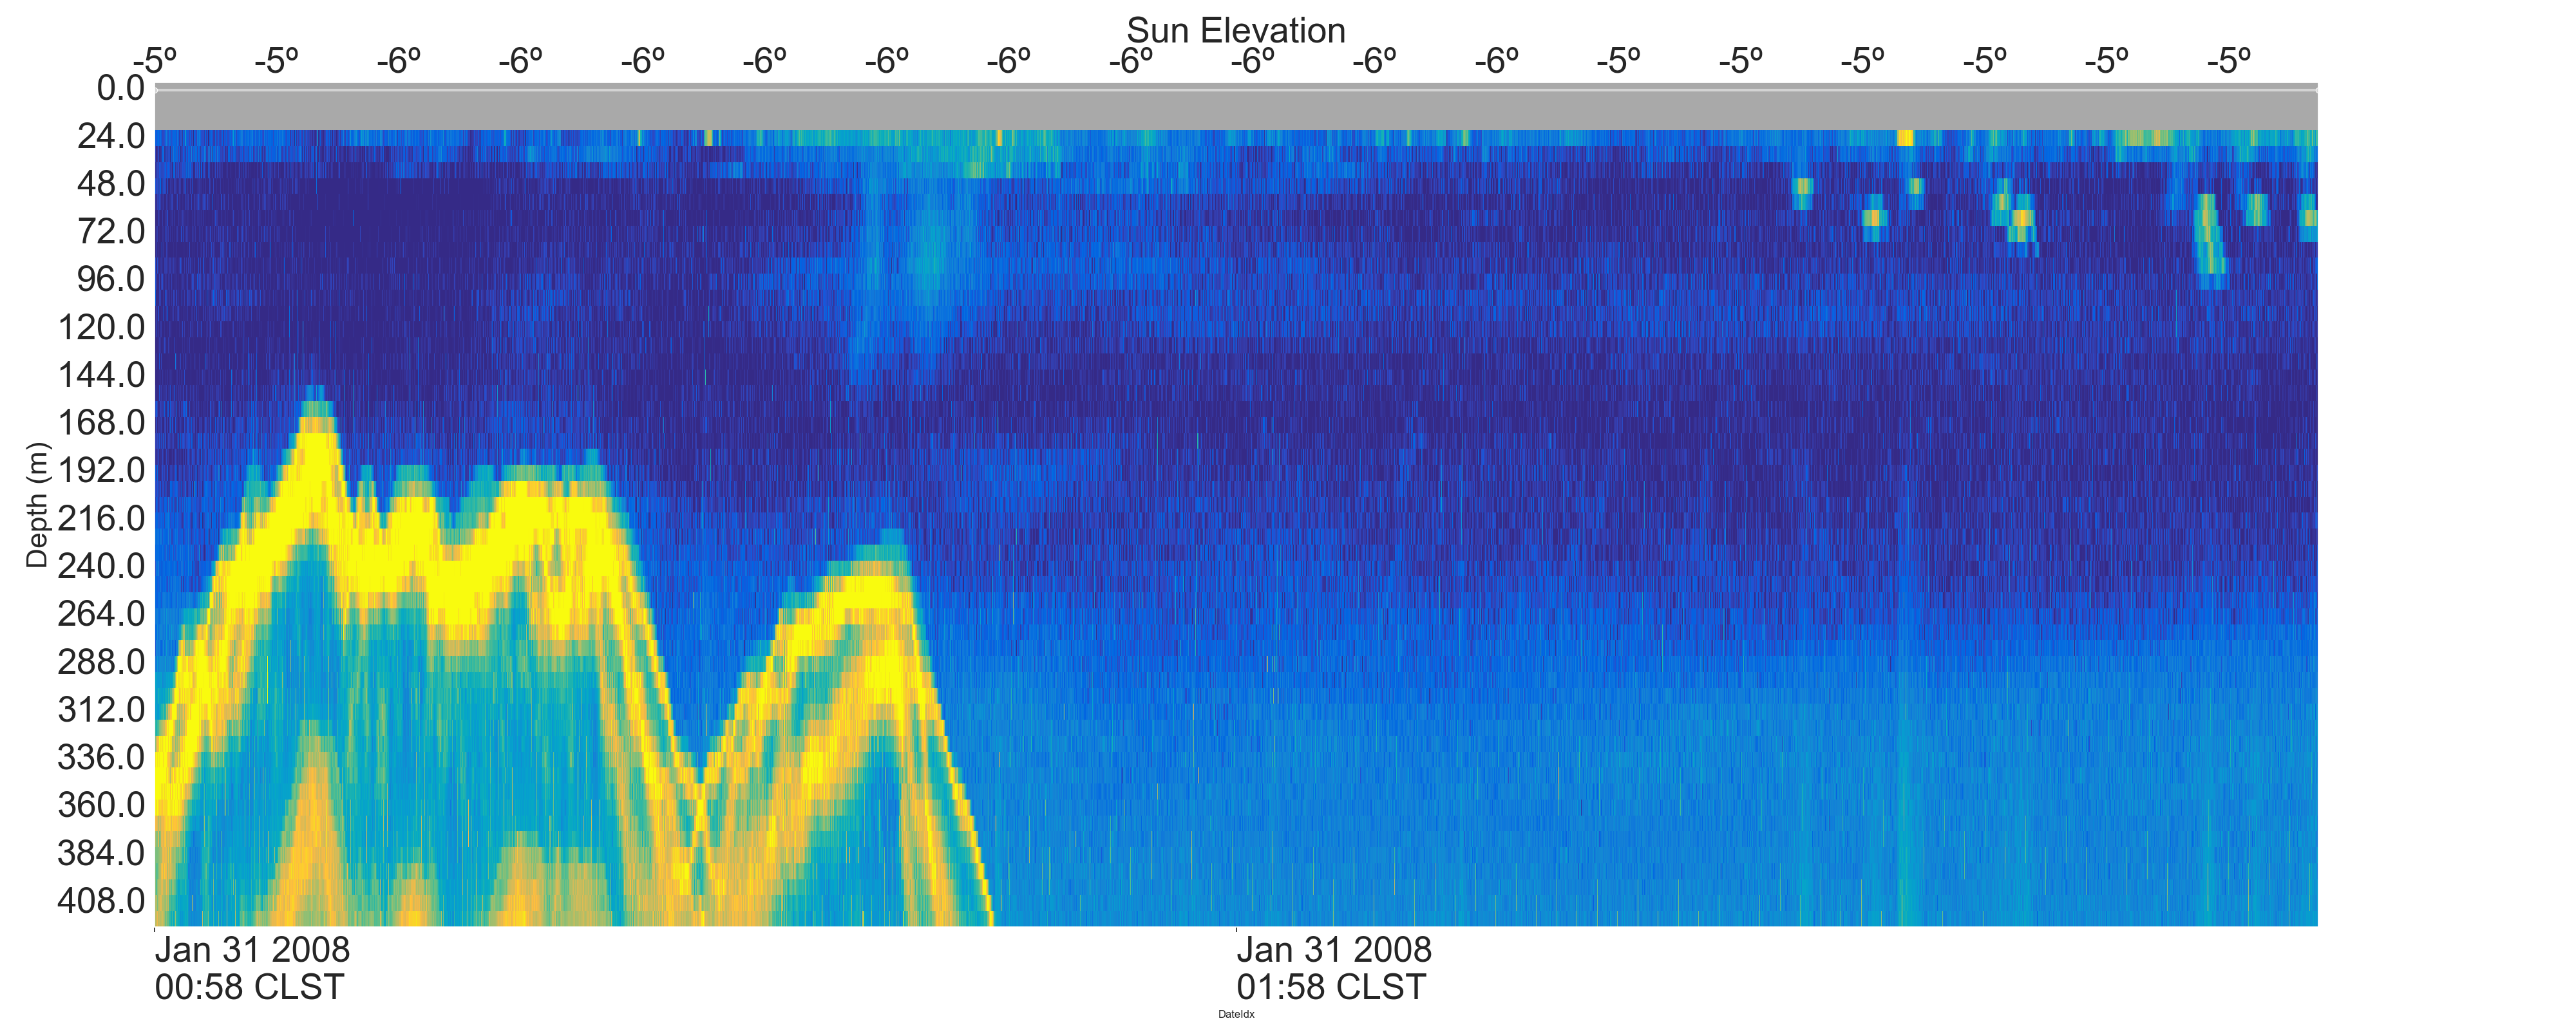 Sun Elevation
-5º -5º -6º -6º -6º -6º -6º -6º -6º -6º -6º -6º -5º -5º -5º -5º -5º -5º
0.0
24.0
48.0
72.0
96.0
120.0
144.0
168.0
192.0
216.0
240.0
264.0
288.0
312.0
336.0
360.0
384.0
408.0
Depth (m)
Jan 31 2008
00:58 CLST
Jan 31 2008
01:58 CLST
DateIdx